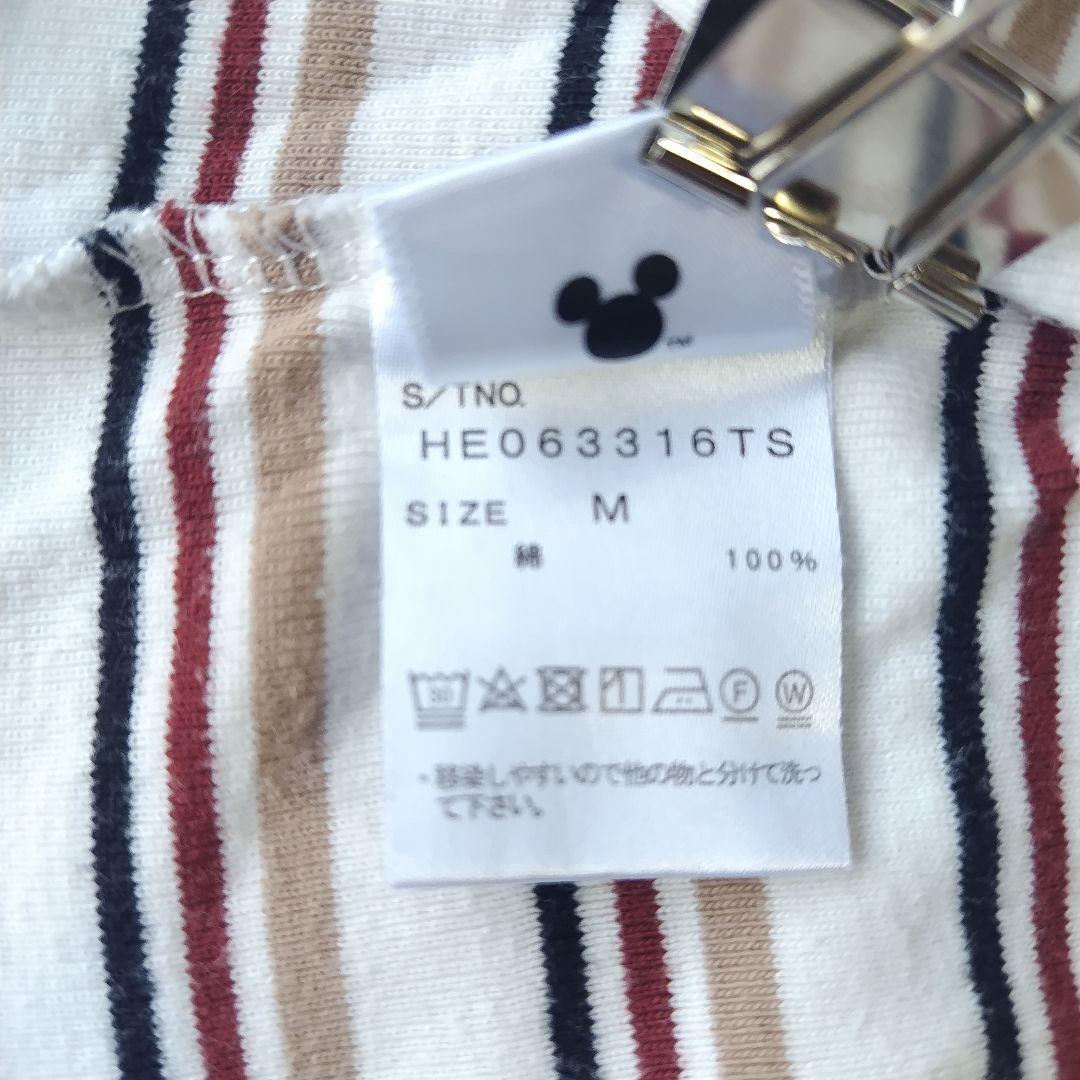 TM
S/TNO.
HE063316TS
SIZE M
綿 100%
30 F W
・移染しやすいので他の物と分けて洗っ
て下さい。